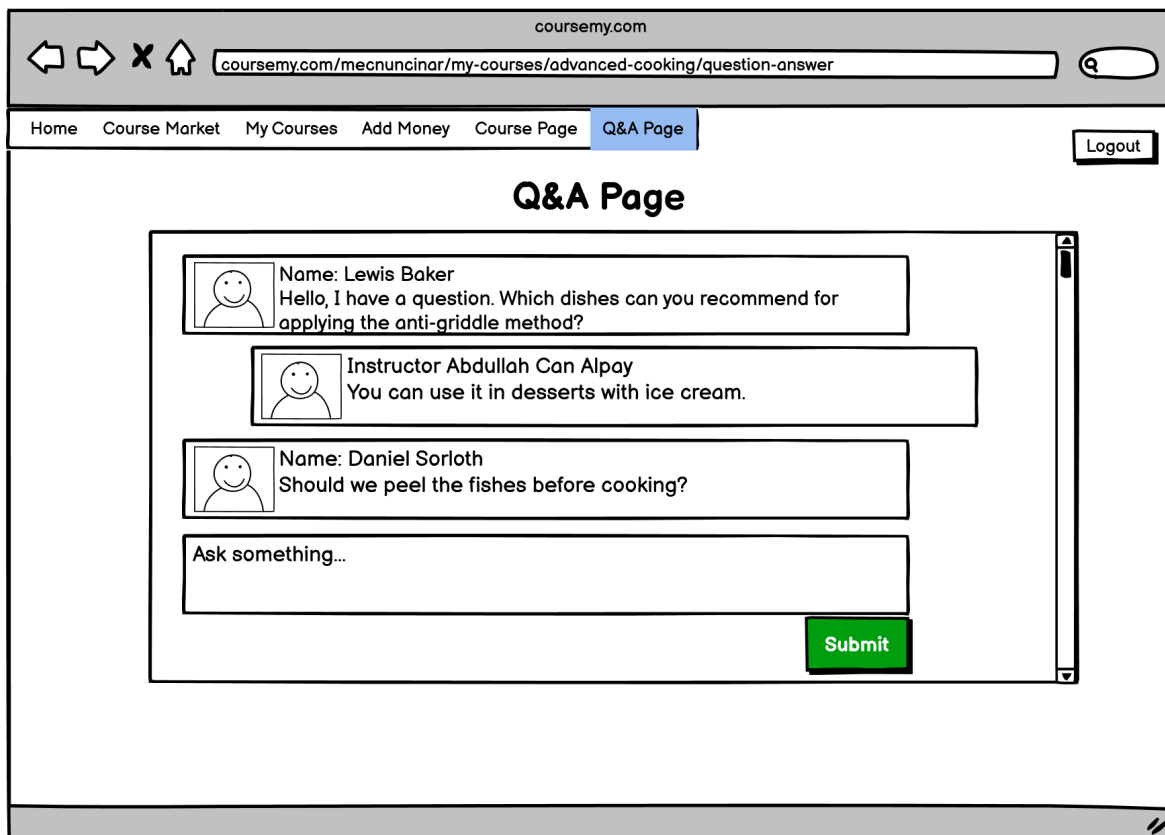 coursemy.com
coursemy.com/mecnuncinar/my-courses/advanced-cooking/question-answer
Home Course Market My Courses Add Money Course Page Q&A Page
Logout
Q&A Page
Name: Lewis Baker
Hello, I have a question. Which dishes can you recommend for
applying the anti-griddle method?
Instructor Abdullah Can Alpay
You can use it in desserts with ice cream.
Name: Daniel Sorloth
Should we peel the fishes before cooking?
Ask something...
Submit